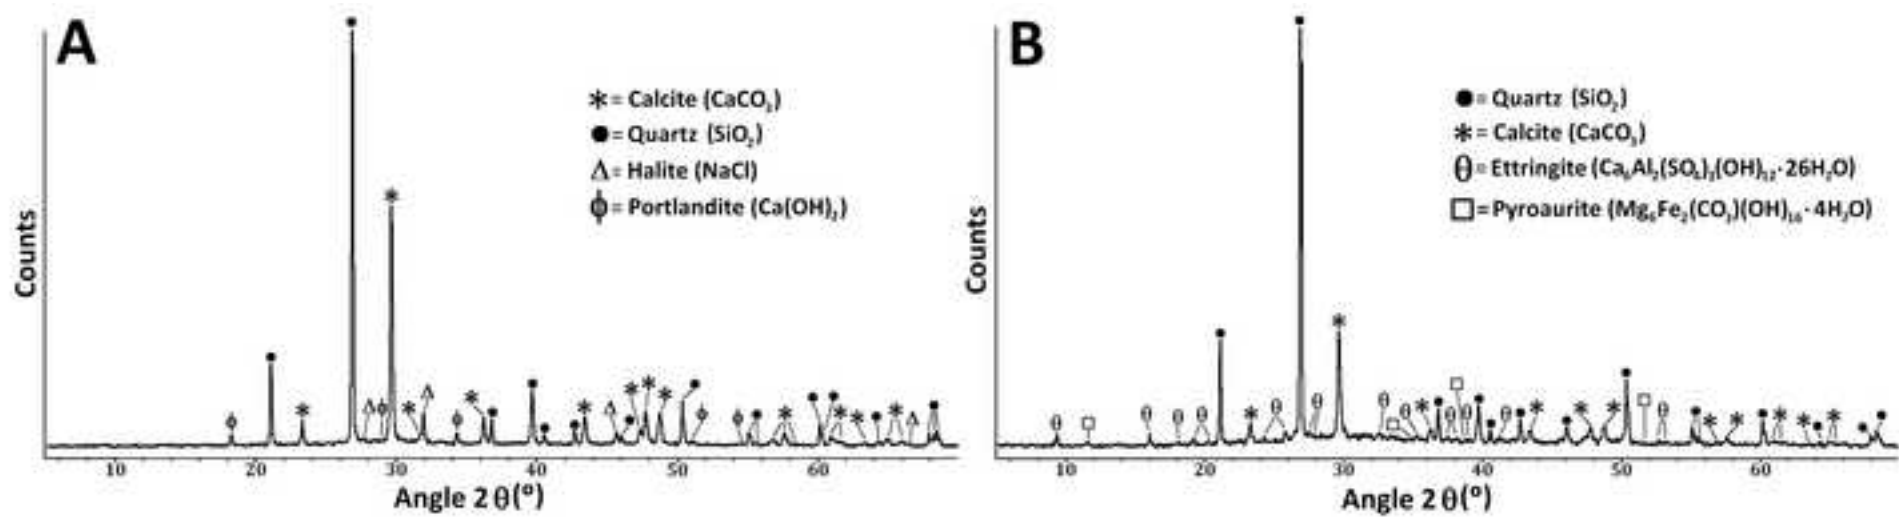 A
∗= Calcite (CaCO₃)
●= Quartz (SiO₂)
Δ= Halite (NaCl)
ϕ= Portlandite (Ca(OH)₂)
Counts
10 20 30 40 50 60
Angle 2 θ(º)
B
●= Quartz (SiO₂)
∗= Calcite (CaCO₃)
θ= Ettringite (Ca₆Al₂(SO₄)₃(OH)₁₂·26H₂O)
□= Pyroaurite (Mg₆Fe₂(CO₃)(OH)₁₆·4H₂O)
Counts
10 20 30 40 50 60
Angle 2 θ(º)